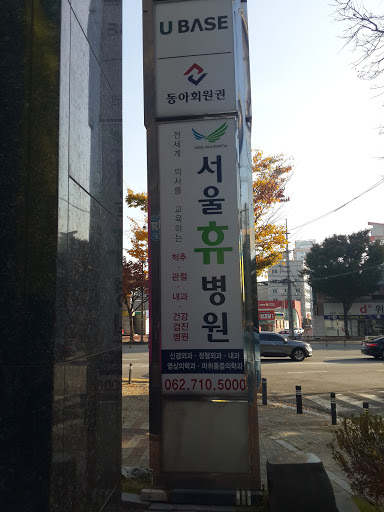 U BASE
동아회원권
서울휴병원
전세계 의사를 교육하는
척추·관절·내과·건강검진병원
신경외과·정형외과·내과
영상의학과·마취통증의학과
062.710.5000